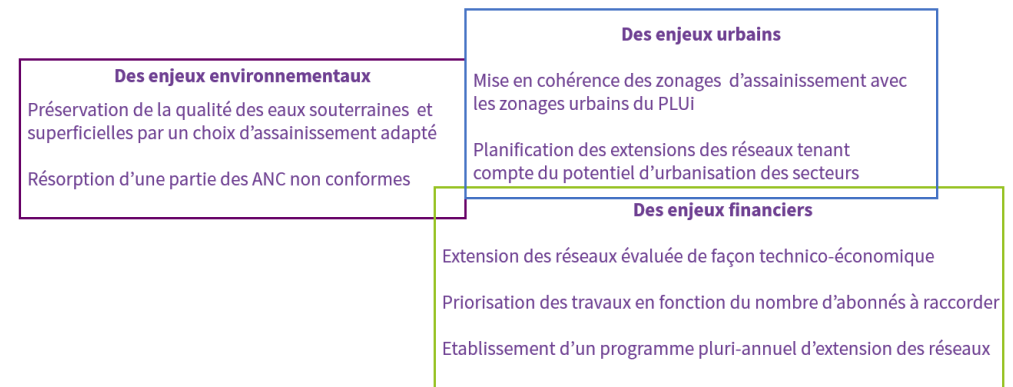 Des enjeux environnementaux
Préservation de la qualité des eaux souterraines et
superficielles par un choix d’assainissement adapté
Résorption d’une partie des ANC non conformes
Des enjeux urbains
Mise en cohérence des zonages d’assainissement avec
les zonages urbains du PLUi
Planification des extensions des réseaux tenant
compte du potentiel d’urbanisation des secteurs
Des enjeux financiers
Extension des réseaux évaluée de façon technico-économique
Priorisation des travaux en fonction du nombre d’abonnés à raccorder
Etablissement d’un programme pluri-annuel d’extension des réseaux